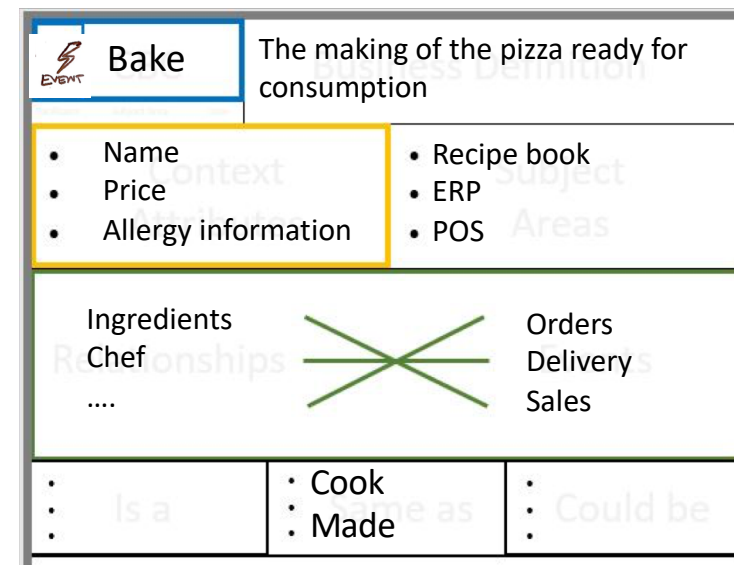 EVENT
Bake
The making of the pizza ready for
consumption
Business Definition
• Name
• Price
• Allergy information
Context
Attributes
• Recipe book
• ERP
• POS
Subject
Areas
Ingredients
Chef
....
Relationships
Orders
Delivery
Sales
Events
Is a
• Cook
• Made
Same as
Could be